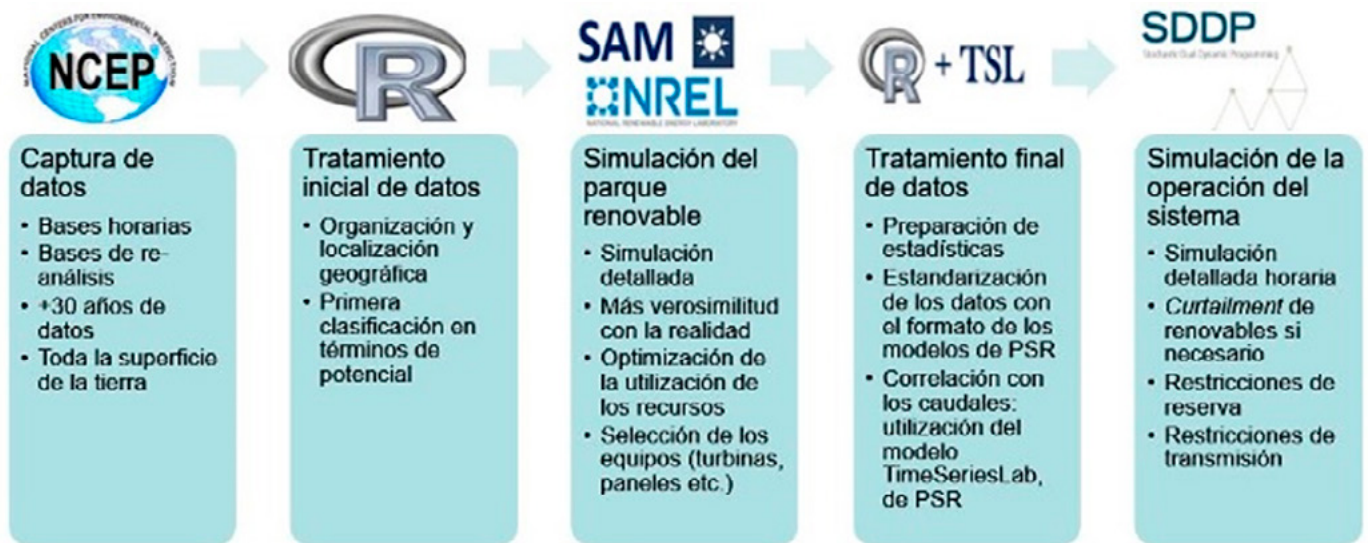 NATIONAL CENTERS FOR ENVIRONMENTAL PREDICTION
NCEP
R
SAM
NREL
NATIONAL RENEWABLE ENERGY LABORATORY
R + TSL
SDDP
Stochastic Dual Dynamic Programming
Captura de
datos
• Bases horarias
• Bases de re-
análisis
• +30 años de
datos
• Toda la superficie
de la tierra
Tratamiento
inicial de datos
• Organización y
localización
geográfica
• Primera
clasificación en
términos de
potencial
Simulación del
parque
renovable
• Simulación
detallada
• Más verosimilitud
con la realidad
• Optimización de
la utilización de
los recursos
• Selección de los
equipos (turbinas,
paneles etc.)
Tratamiento final
de datos
• Preparación de
estadísticas
• Estandarización
de los datos con
el formato de los
modelos de PSR
• Correlación con
los caudales:
utilización del
modelo
TimeSeriesLab,
de PSR
Simulación de la
operación del
sistema
• Simulación
detallada horaria
• Curtailment de
renovables si
necesario
• Restricciones de
reserva
• Restricciones de
transmisión